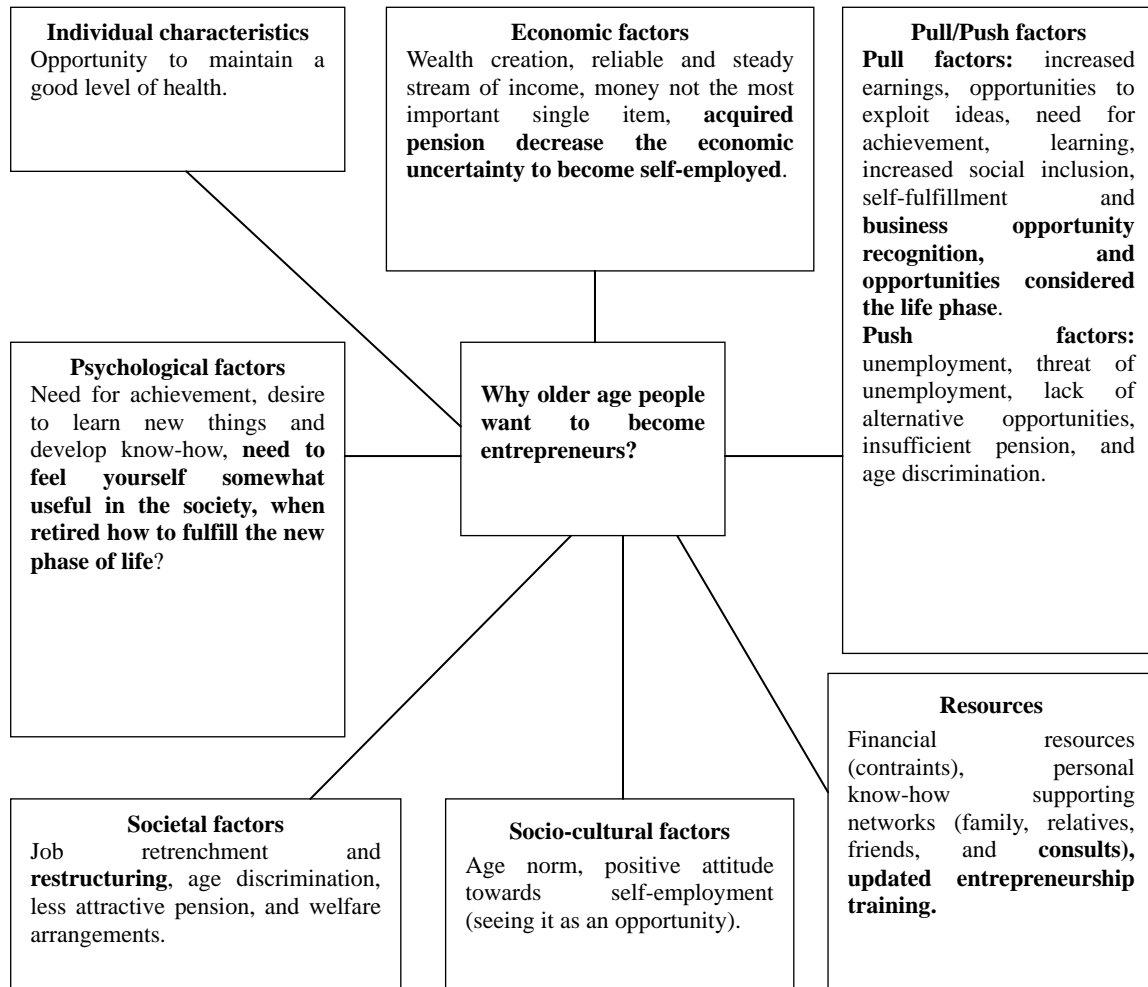 Individual characteristics
Opportunity to maintain a
good level of health.
Economic factors
Wealth creation, reliable and steady
stream of income, money not the most
important single item, acquired
pension decrease the economic
uncertainty to become self-employed.
Pull/Push factors
Pull factors: increased
earnings, opportunities to
exploit ideas, need for
achievement, learning,
increased social inclusion,
self-fulfillment and
business opportunity
recognition, and
opportunities considered
the life phase.
Push factors:
unemployment, threat of
unemployment, lack of
alternative opportunities,
insufficient pension, and
age discrimination.
Psychological factors
Need for achievement, desire
to learn new things and
develop know-how, need to
feel yourself somewhat
useful in the society, when
retired how to fulfill the new
phase of life?
Why older age people
want to become
entrepreneurs?
Societal factors
Job retrenchment and
restructuring, age discrimination,
less attractive pension, and welfare
arrangements.
Socio-cultural factors
Age norm, positive attitude
towards self-employment
(seeing it as an opportunity).
Resources
Financial resources
(contraints), personal
know-how supporting
networks (family, relatives,
friends, and consults),
updated entrepreneurship
training.